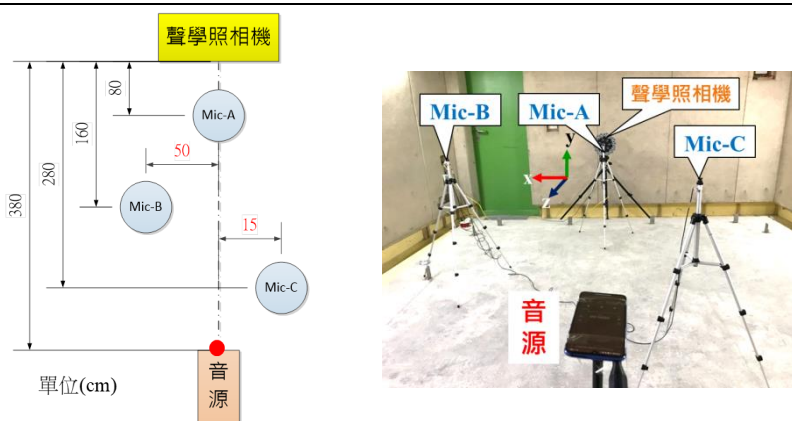 聲學照相機
80
Mic-A
160
50
280
Mic-B
380
15
Mic-C
單位(cm)
音
源
Mic-B
Mic-A
聲學照相機
Mic-C
y
x
z
音
源